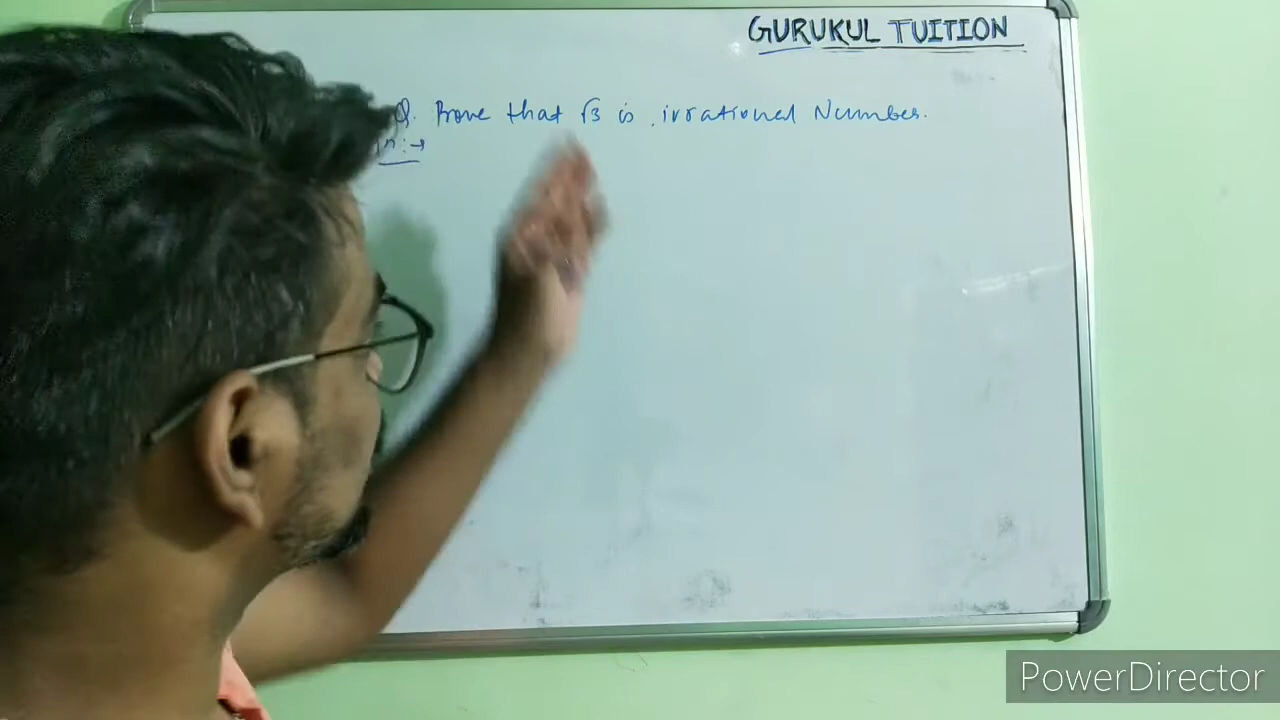 GURUKUL TUITION
Q. Prove that √3 is irrational Number.
n:→
PowerDirector